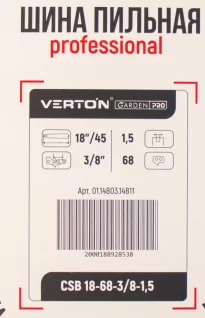 ШИНА ПИЛЬНАЯ
professional
VERTON GARDEN PRO
18"/45 1,5
3/8" 68
Арт. 01.14803.14811
2000188928538
CSB 18-68-3/8-1,5